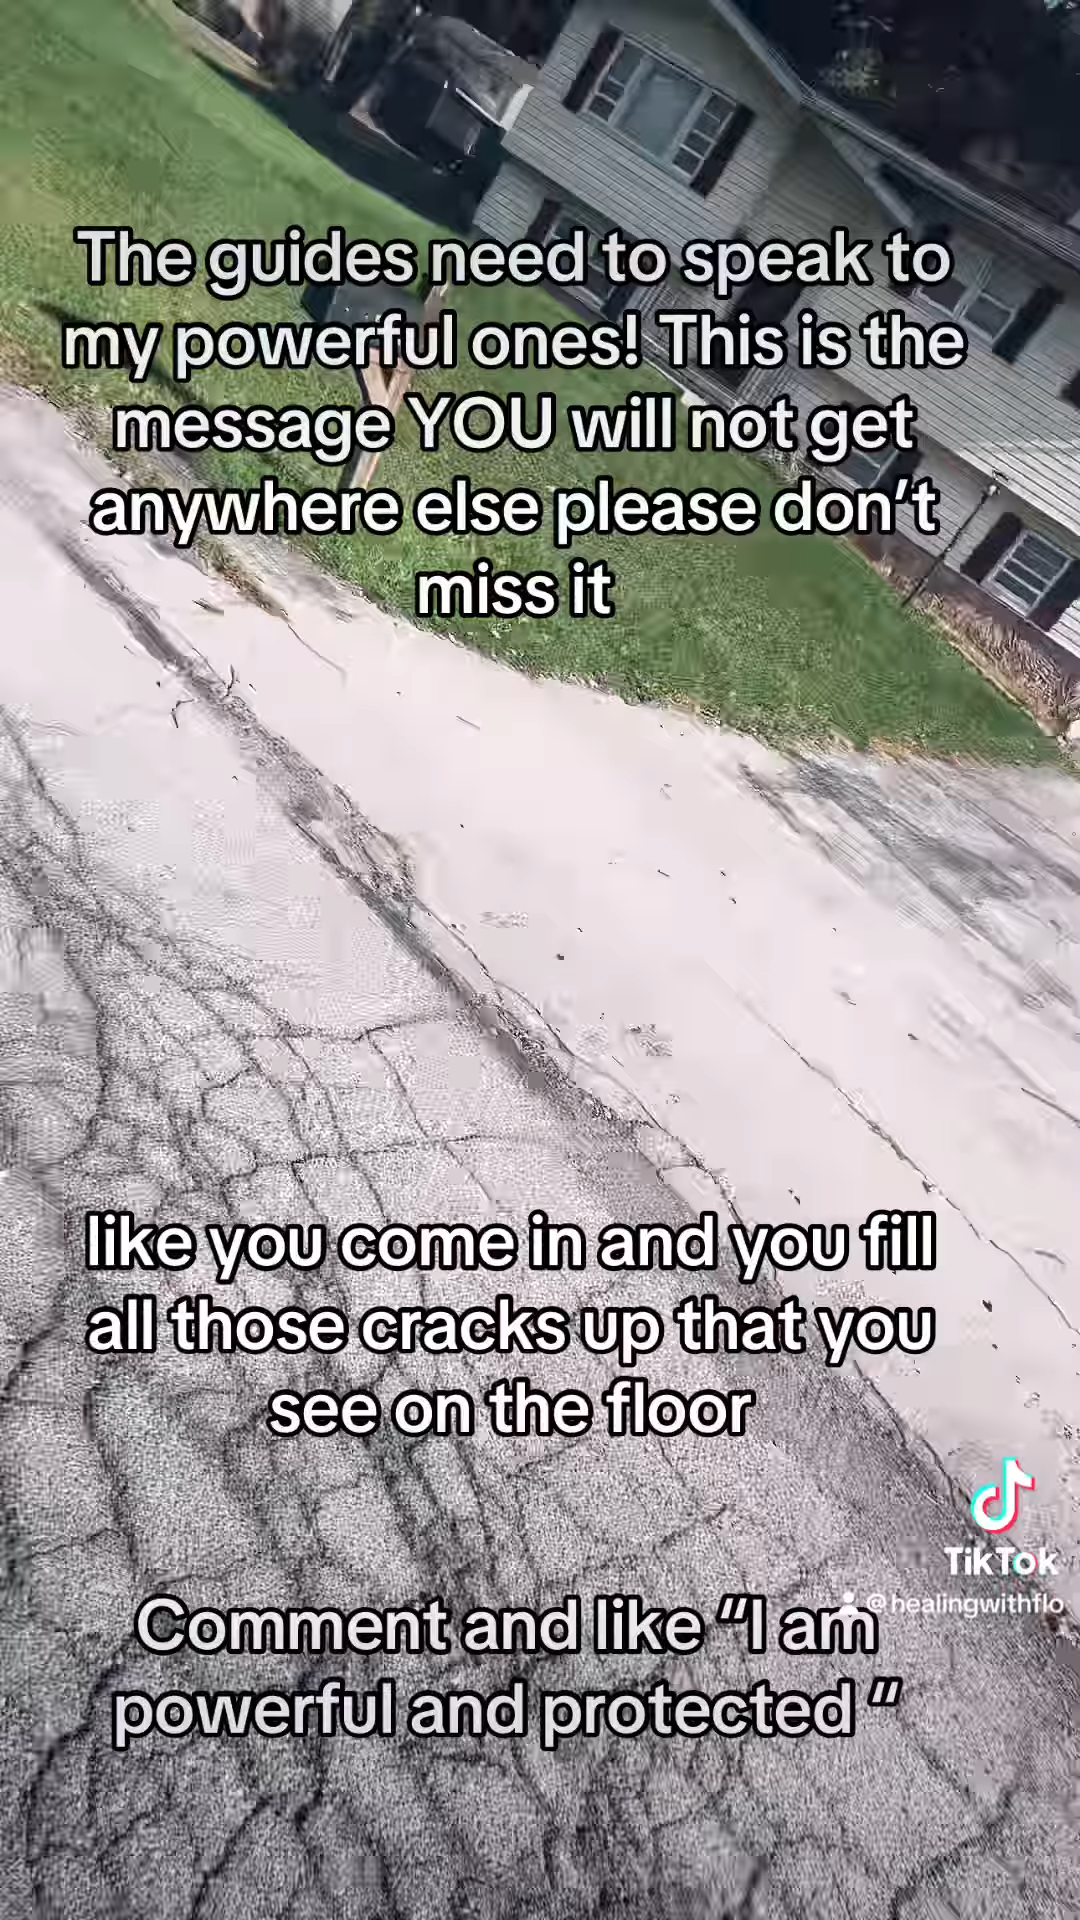 The guides need to speak to
my powerful ones! This is the
message YOU will not get
anywhere else please don't
miss it
like you come in and you fill
all those cracks up that you
see on the floor
TikTok
@healingwithflo
Comment and like “I am
powerful and protected “